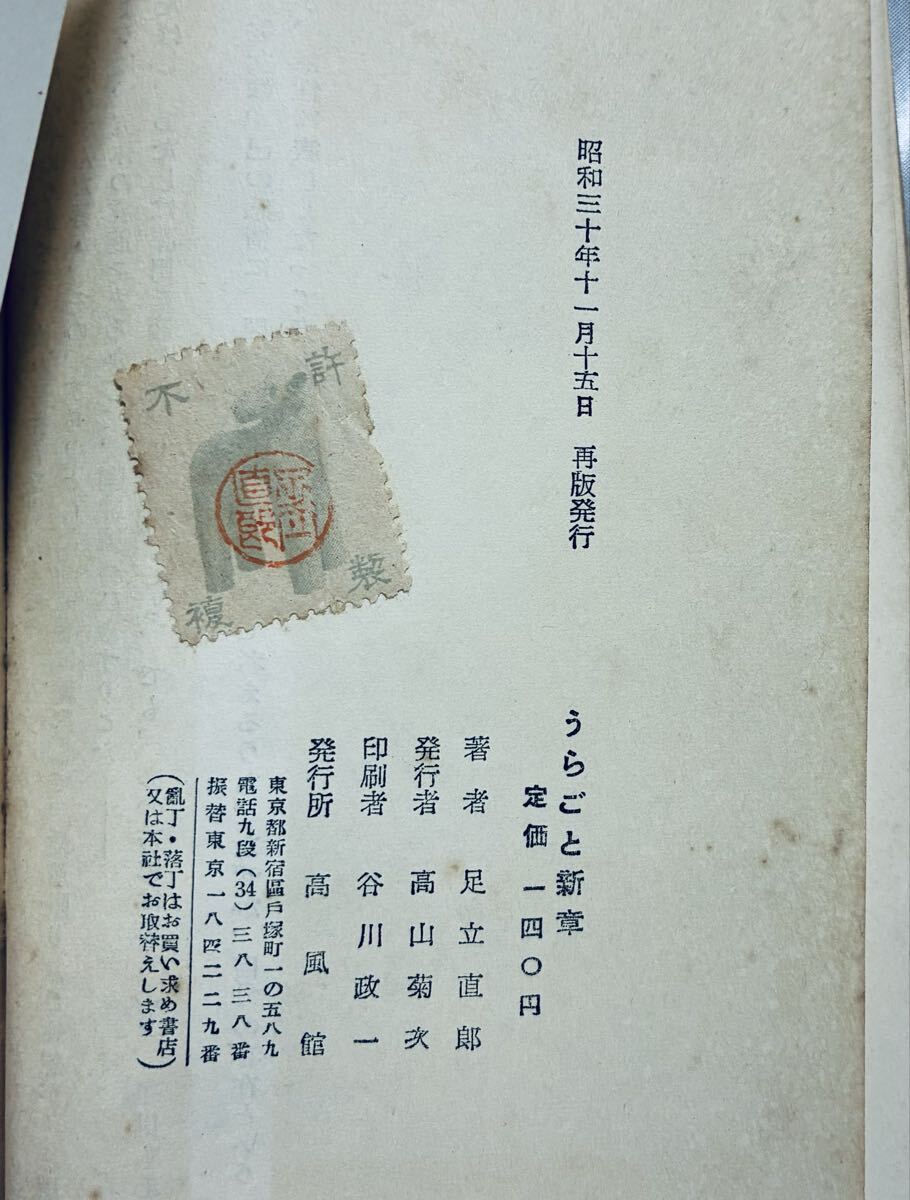 昭和三十年十一月十五日 再版発行
うらごと新章
定価 一四〇円
著者 足立直郎
発行者 高山菊次
印刷者 谷川政一
発行所 高風館
東京都新宿區戸塚町一の五八九
電話九段(34)三八三八番
振替東京一八四二二九番
(亂丁・落丁はお買い求め書店
又は本社でお取替えします)
不許
複製
足立
直郎